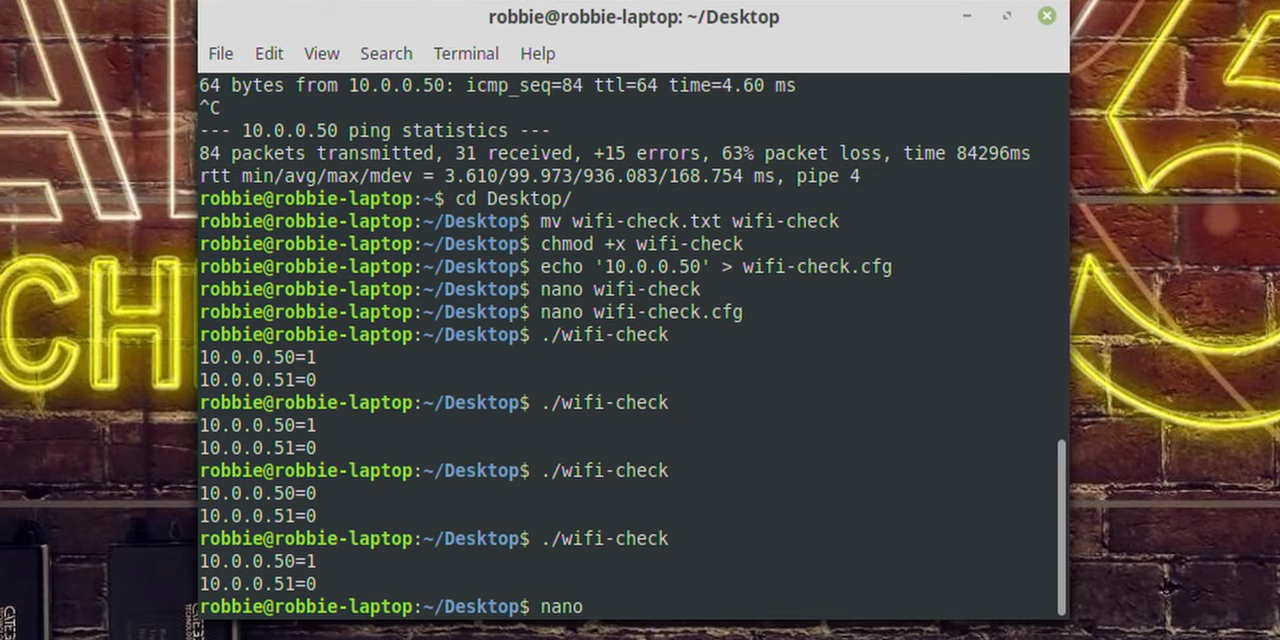 robbie@robbie-laptop: ~/Desktop
File Edit View Search Terminal Help
64 bytes from 10.0.0.50: icmp_seq=84 ttl=64 time=4.60 ms
^C
--- 10.0.0.50 ping statistics ---
84 packets transmitted, 31 received, +15 errors, 63% packet loss, time 84296ms
rtt min/avg/max/mdev = 3.610/99.973/936.083/168.754 ms, pipe 4
robbie@robbie-laptop:~$ cd Desktop/
robbie@robbie-laptop:~/Desktop$ mv wifi-check.txt wifi-check
robbie@robbie-laptop:~/Desktop$ chmod +x wifi-check
robbie@robbie-laptop:~/Desktop$ echo '10.0.0.50' > wifi-check.cfg
robbie@robbie-laptop:~/Desktop$ nano wifi-check
robbie@robbie-laptop:~/Desktop$ nano wifi-check.cfg
robbie@robbie-laptop:~/Desktop$ ./wifi-check
10.0.0.50=1
10.0.0.51=0
robbie@robbie-laptop:~/Desktop$ ./wifi-check
10.0.0.50=1
10.0.0.51=0
robbie@robbie-laptop:~/Desktop$ ./wifi-check
10.0.0.50=0
10.0.0.51=0
robbie@robbie-laptop:~/Desktop$ ./wifi-check
10.0.0.50=1
10.0.0.51=0
robbie@robbie-laptop:~/Desktop$ nano
CH